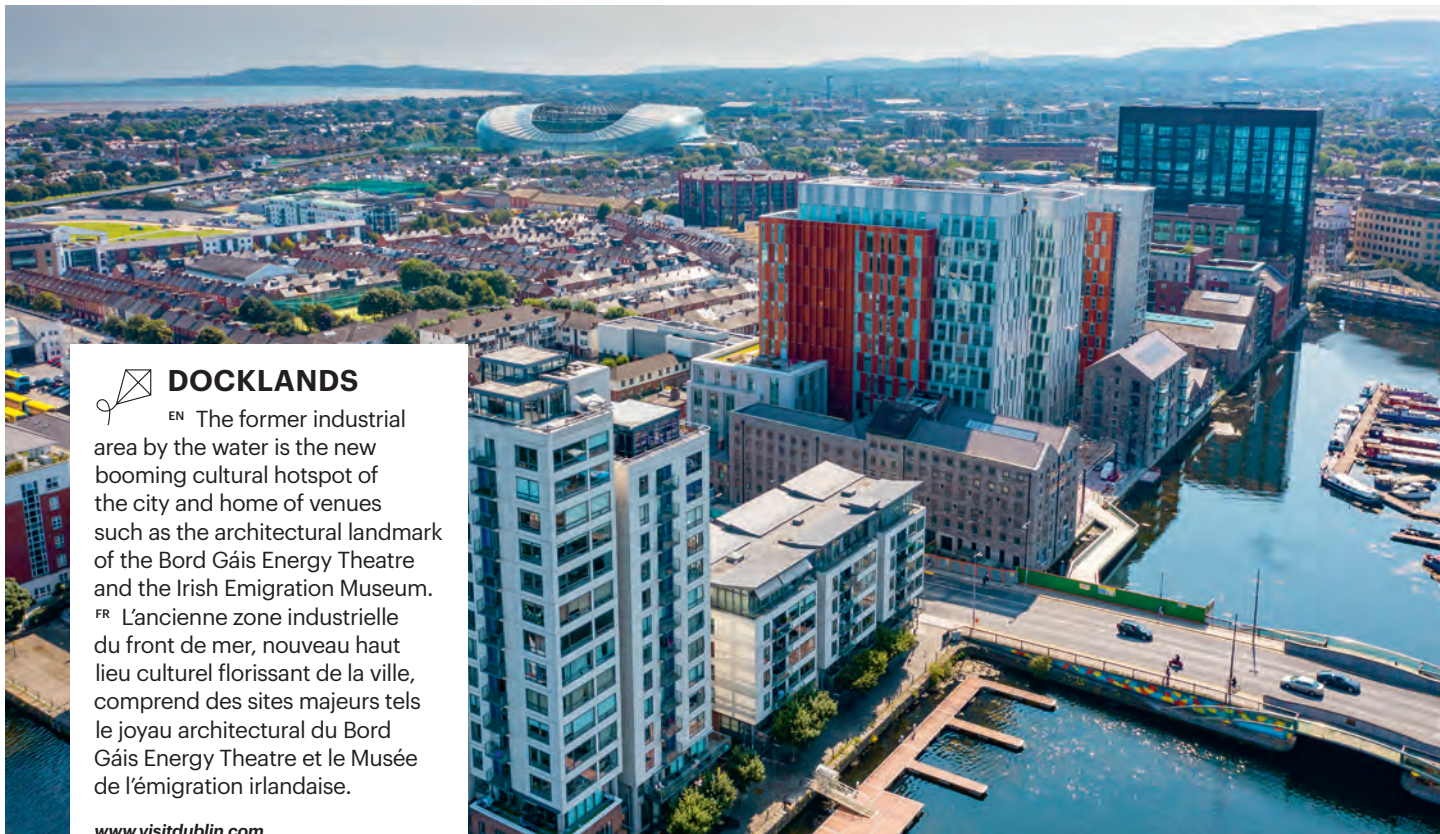 DOCKLANDS
EN The former industrial
area by the water is the new
booming cultural hotspot of
the city and home of venues
such as the architectural landmark
of the Bord Gáis Energy Theatre
and the Irish Emigration Museum.
FR L’ancienne zone industrielle
du front de mer, nouveau haut
lieu culturel florissant de la ville,
comprend des sites majeurs tels
le joyau architectural du Bord
Gáis Energy Theatre et le Musée
de l’émigration irlandaise.
www.visitdublin.com